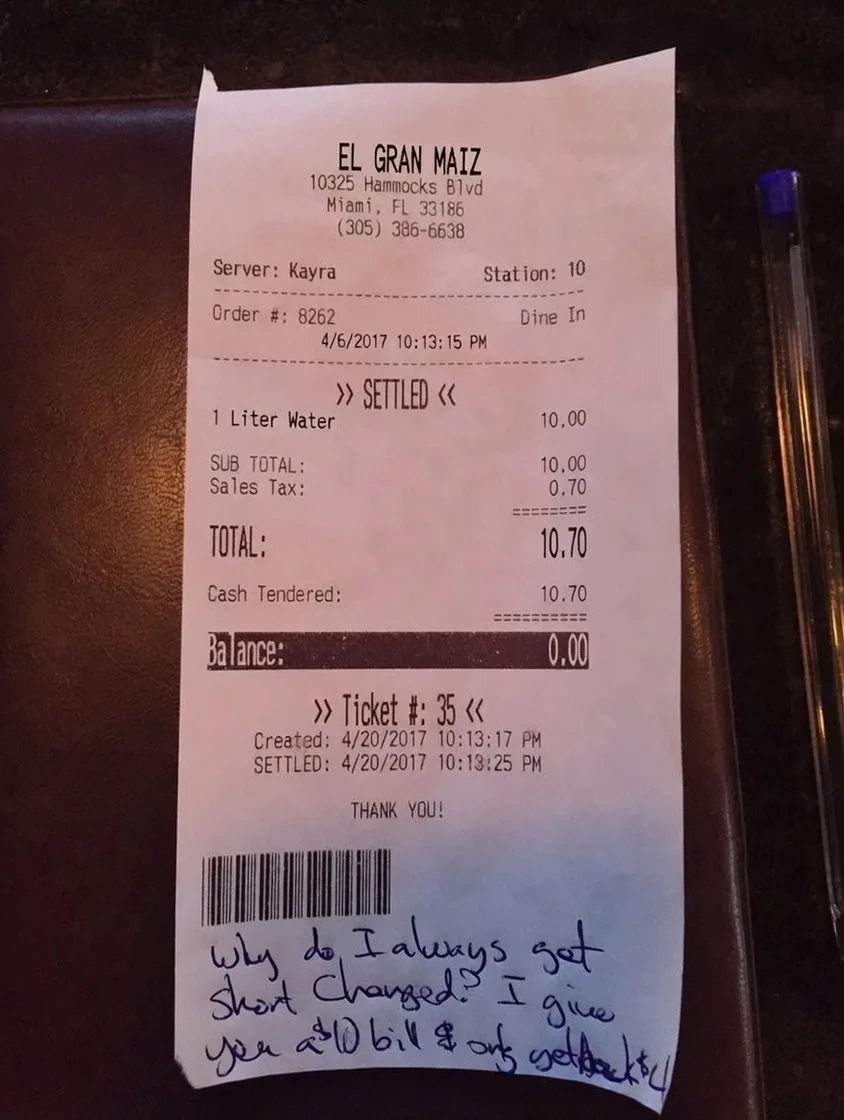 EL GRAN MAIZ
10325 Hammocks Blvd
Miami, FL 33186
(305) 386-6638
Server: Kayra Station: 10
Order #: 8262 Dine In
4/6/2017 10:13:15 PM
>> SETTLED <<
1 Liter Water 10.00
SUB TOTAL: 10.00
Sales Tax: 0.70
========
TOTAL: 10.70
Cash Tendered: 10.70
=========
Balance: 0.00
>> Ticket #: 35 <<
Created: 4/20/2017 10:13:17 PM
SETTLED: 4/20/2017 10:13:25 PM
THANK YOU!
Why do I always get
short changed? I give
you a $10 bill & only get back $4